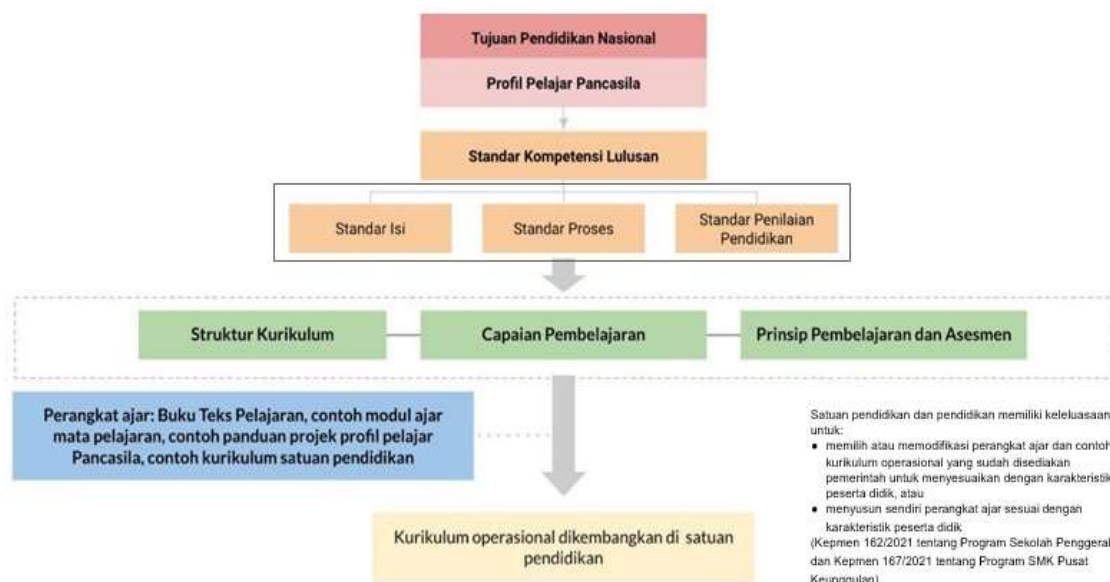 Tujuan Pendidikan Nasional
Profil Pelajar Pancasila
Standar Kompetensi Lulusan
Standar Isi
Standar Proses
Standar Penilaian
Pendidikan
Struktur Kurikulum
Capaian Pembelajaran
Prinsip Pembelajaran dan Asesmen
Perangkat ajar: Buku Teks Pelajaran, contoh modul ajar
mata pelajaran, contoh panduan projek profil pelajar
Pancasila, contoh kurikulum satuan pendidikan
Satuan pendidikan dan pendidikan memiliki keleluasaan
untuk:
● memilih atau memodifikasi perangkat ajar dan contoh
kurikulum operasional yang sudah disediakan
pemerintah untuk menyesuaikan dengan karakteristik
peserta didik, atau
● menyusun sendiri perangkat ajar sesuai dengan
karakteristik peserta didik
(Kepmen 162/2021 tentang Program Sekolah Penggerak
dan Kepmen 167/2021 tentang Program SMK Pusat
Keunggulan)
Kurikulum operasional dikembangkan di satuan
pendidikan